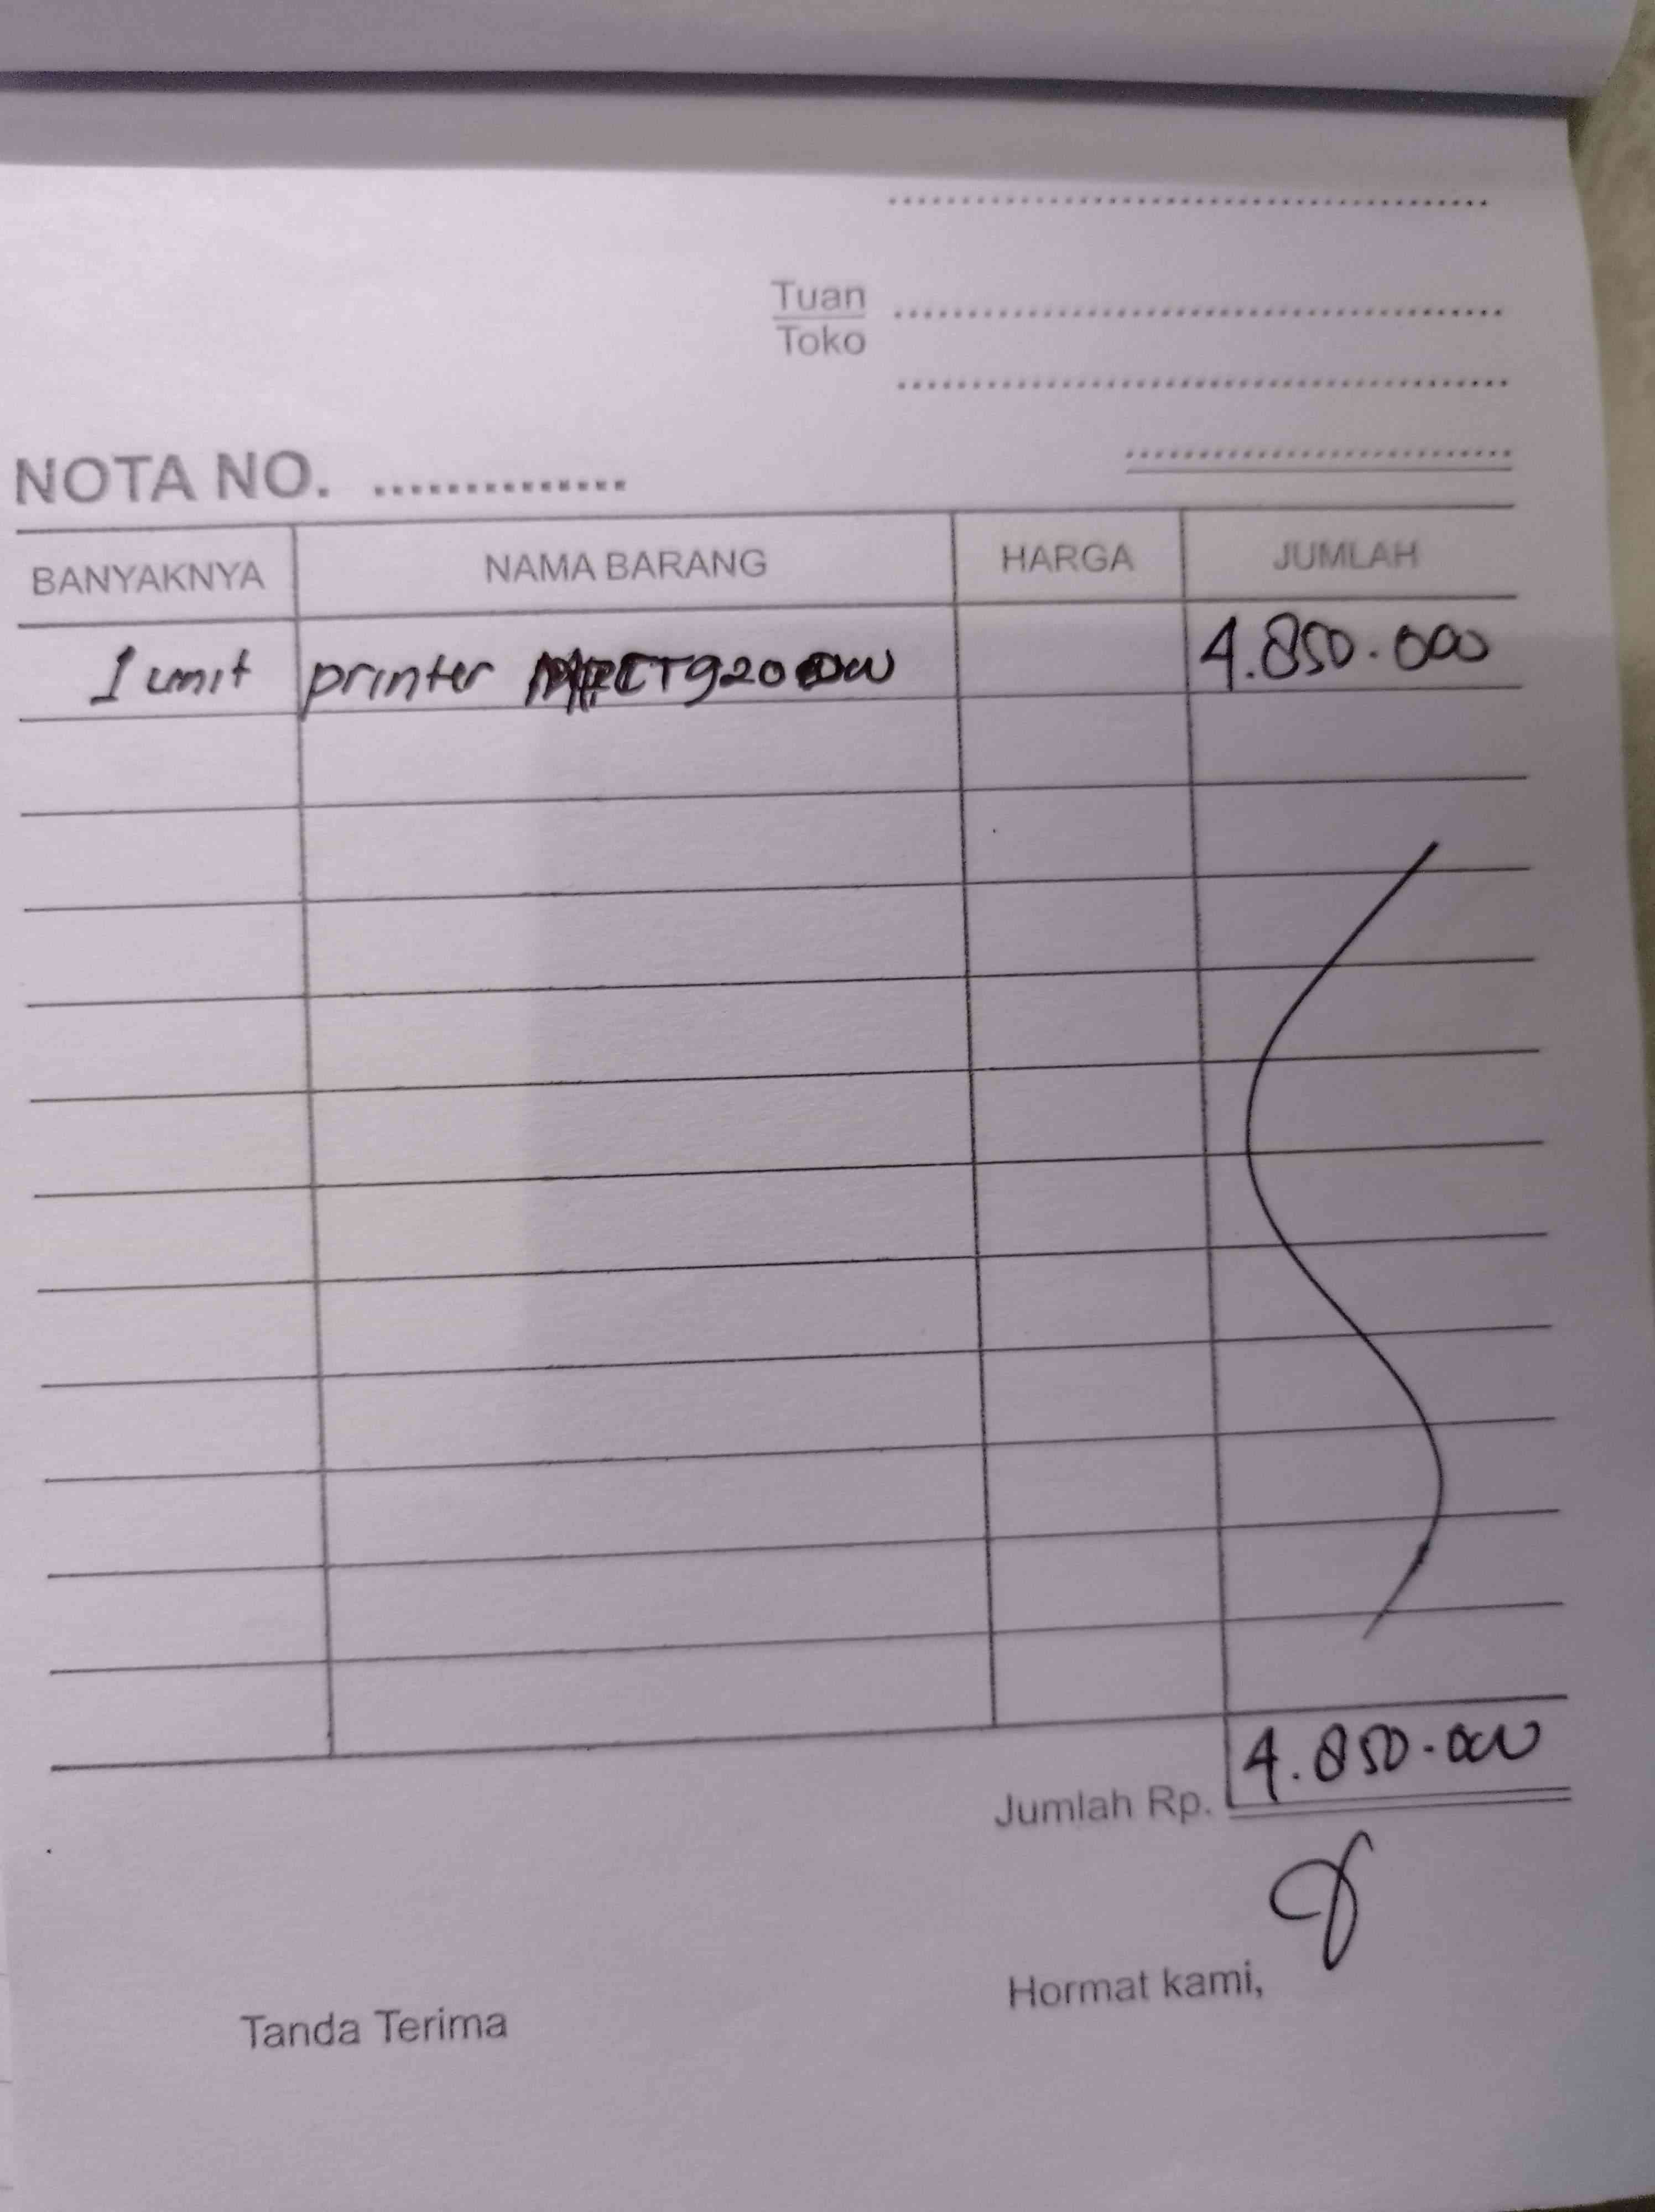 Tuan
Toko
NOTA NO. ..............
BANYAKNYA NAMA BARANG HARGA JUMLAH
1 unit printer T920DW 4.850.000
Jumlah Rp. 4.850.000
Hormat kami,
Tanda Terima